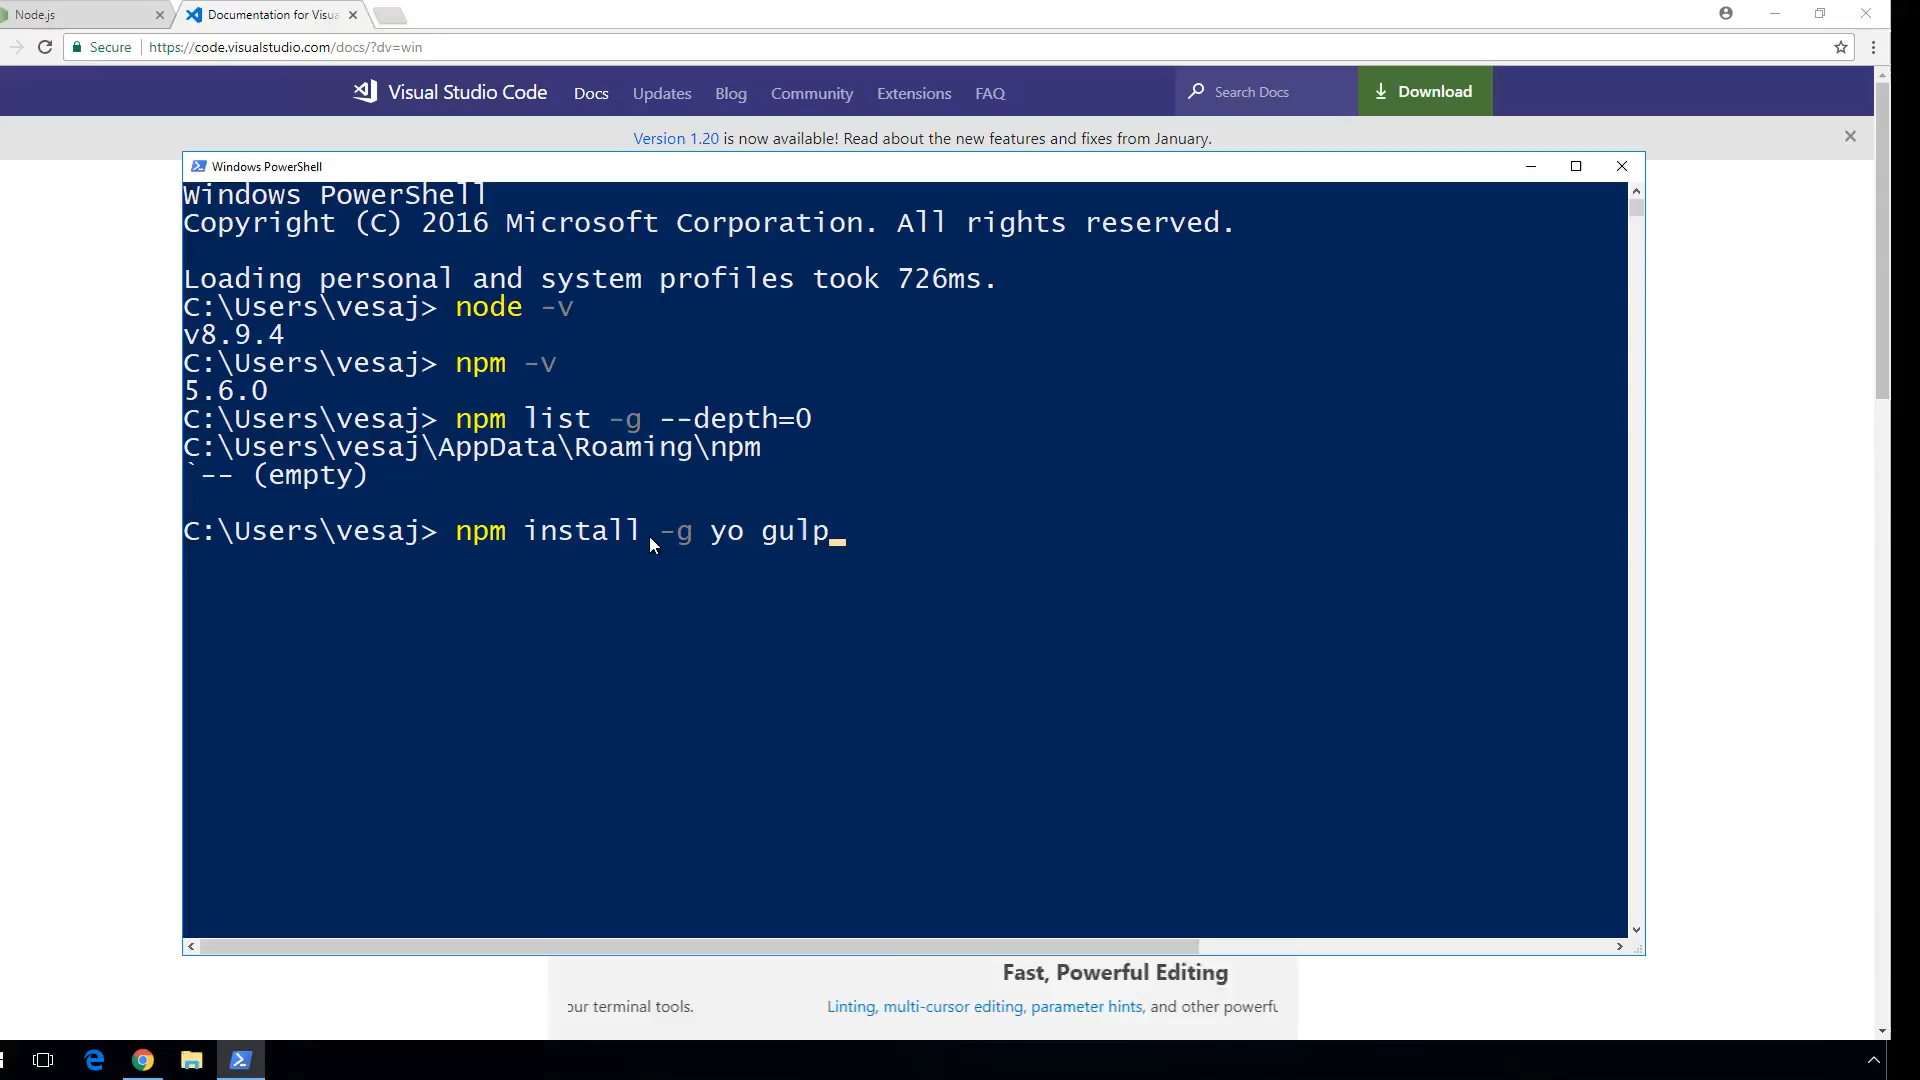 Node.js
Documentation for Visua
Secure https://code.visualstudio.com/docs/?dv=win
Visual Studio Code Docs Updates Blog Community Extensions FAQ Search Docs Download
Version 1.20 is now available! Read about the new features and fixes from January.
Windows PowerShell
Windows PowerShell
Copyright (C) 2016 Microsoft Corporation. All rights reserved.
Loading personal and system profiles took 726ms.
C:\Users\vesaj> node -v
v8.9.4
C:\Users\vesaj> npm -v
5.6.0
C:\Users\vesaj> npm list -g --depth=0
C:\Users\vesaj\AppData\Roaming\npm
`-- (empty)
C:\Users\vesaj> npm install -g yo gulp_
Fast, Powerful Editing
our terminal tools.
Linting, multi-cursor editing, parameter hints, and other powerfu